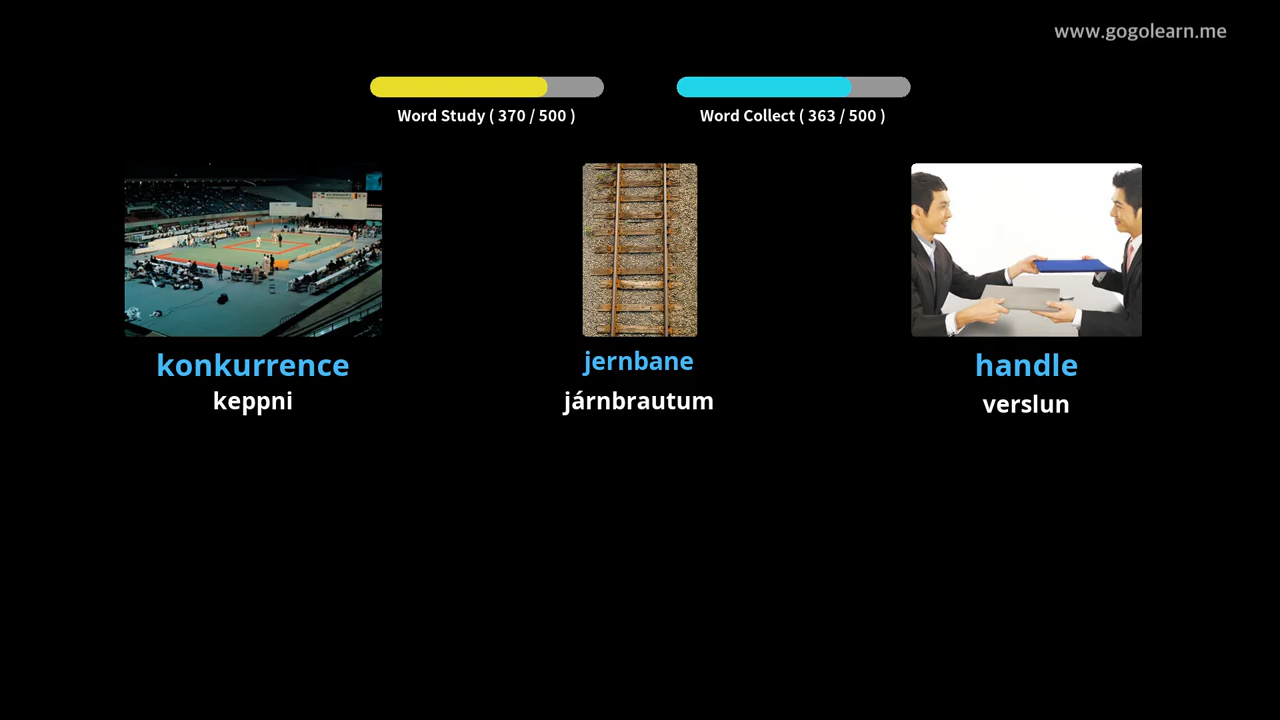 www.gogolearn.me
Word Study ( 370 / 500 )
Word Collect ( 363 / 500 )
konkurrence
keppni
jernbane
járnbrautum
handle
verslun